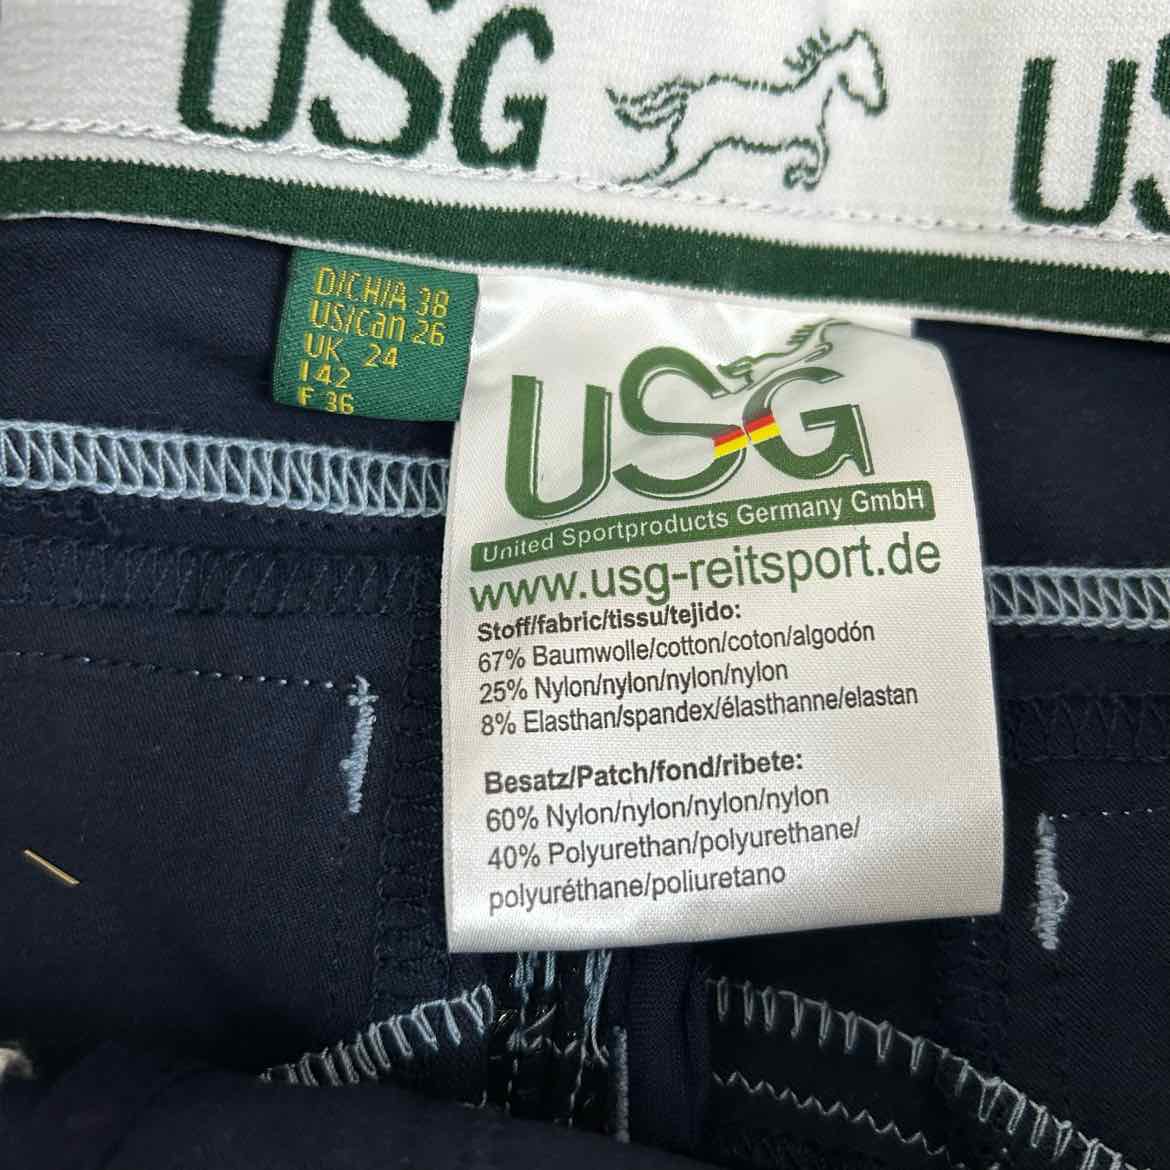 USG
US
D/CH/A 38
US/Can 26
UK 24
I 42
F 36
USG
United Sportproducts Germany GmbH
www.usg-reitsport.de
Stoff/fabric/tissu/tejido:
67% Baumwolle/cotton/coton/algodón
25% Nylon/nylon/nylon/nylon
8% Elasthan/spandex/élasthanne/elastan
Besatz/Patch/fond/ribete:
60% Nylon/nylon/nylon/nylon
40% Polyurethan/polyurethane/
polyuréthane/poliuretano